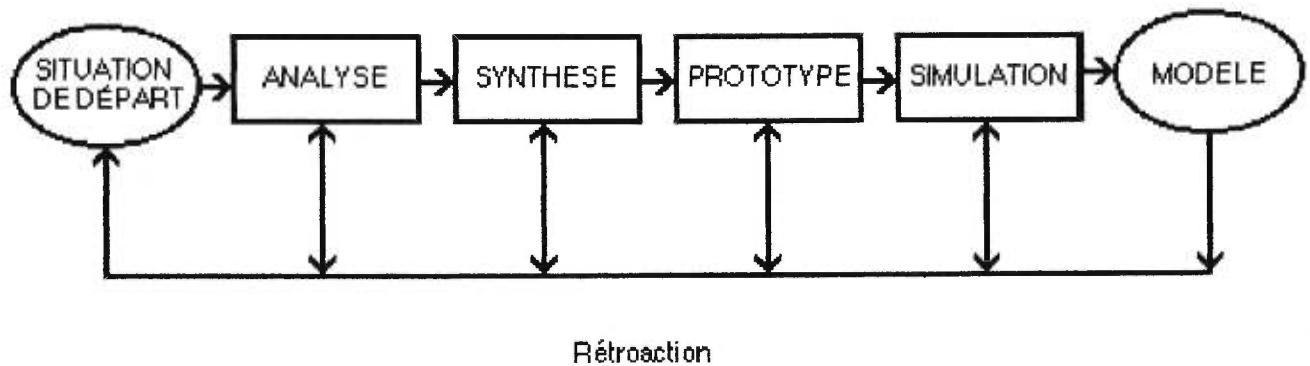 SITUATION
DE DÉPART
ANALYSE
SYNTHESE
PROTOTYPE
SIMULATION
MODELE
Rétroaction